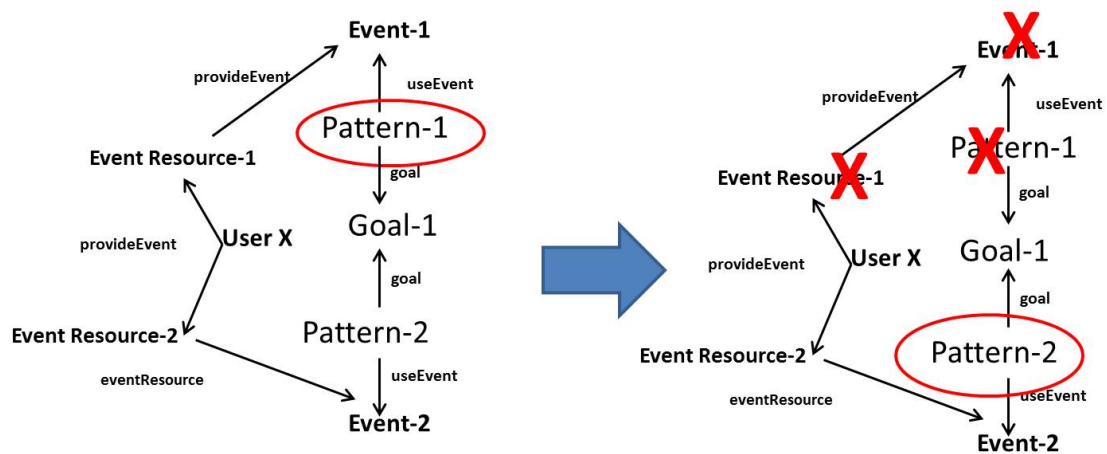 Event-1
provideEvent
useEvent
Pattern-1
Event Resource-1
goal
Goal-1
User X
provideEvent
goal
Pattern-2
Event Resource-2
useEvent
eventResource
Event-2
X
Event-1
provideEvent
useEvent
X
Pattern-1
X
Event Resource-1
goal
Goal-1
User X
provideEvent
goal
Pattern-2
Event Resource-2
useEvent
eventResource
Event-2